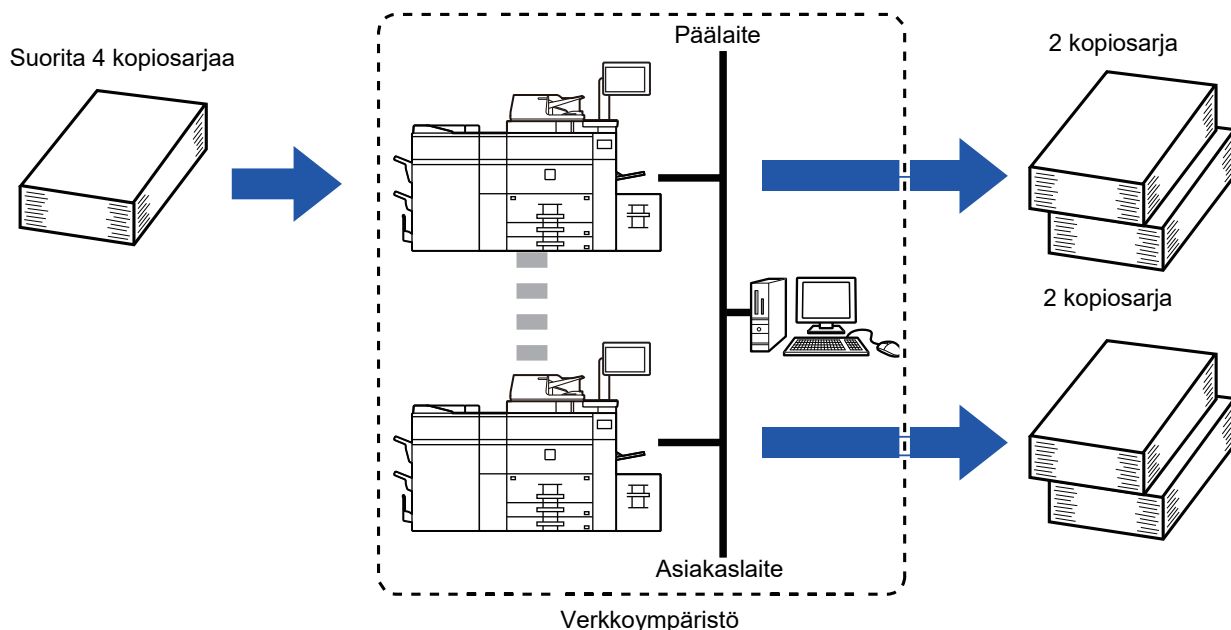 Suorita 4 kopiosarjaa
Päälaite
2 kopiosarja
2 kopiosarja
Asiakaslaite
Verkkoympäristö